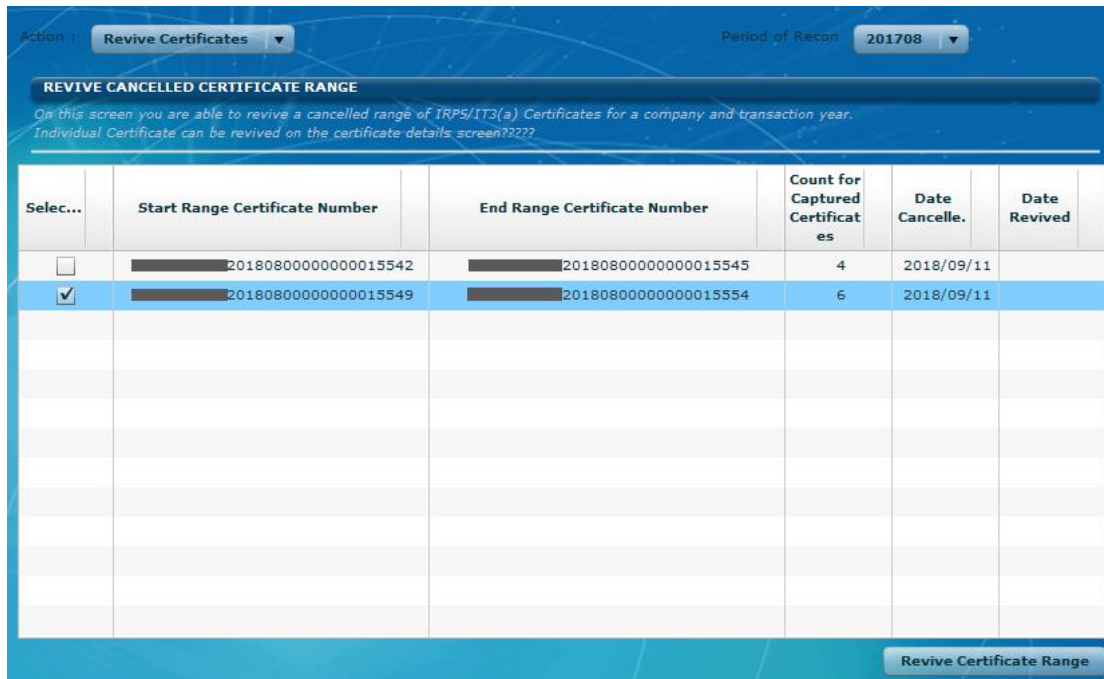 Action : Revive Certificates Period of Recon 201708
REVIVE CANCELLED CERTIFICATE RANGE
On this screen you are able to revive a cancelled range of IRP5/IT3(a) Certificates for a company and transaction year.
Individual Certificate can be revived on the certificate details screen?????
Selec... Start Range Certificate Number End Range Certificate Number Count for Captured Certificat es Date Cancelle. Date Revived
20180800000000015542 20180800000000015545 4 2018/09/11
20180800000000015549 20180800000000015554 6 2018/09/11
Revive Certificate Range